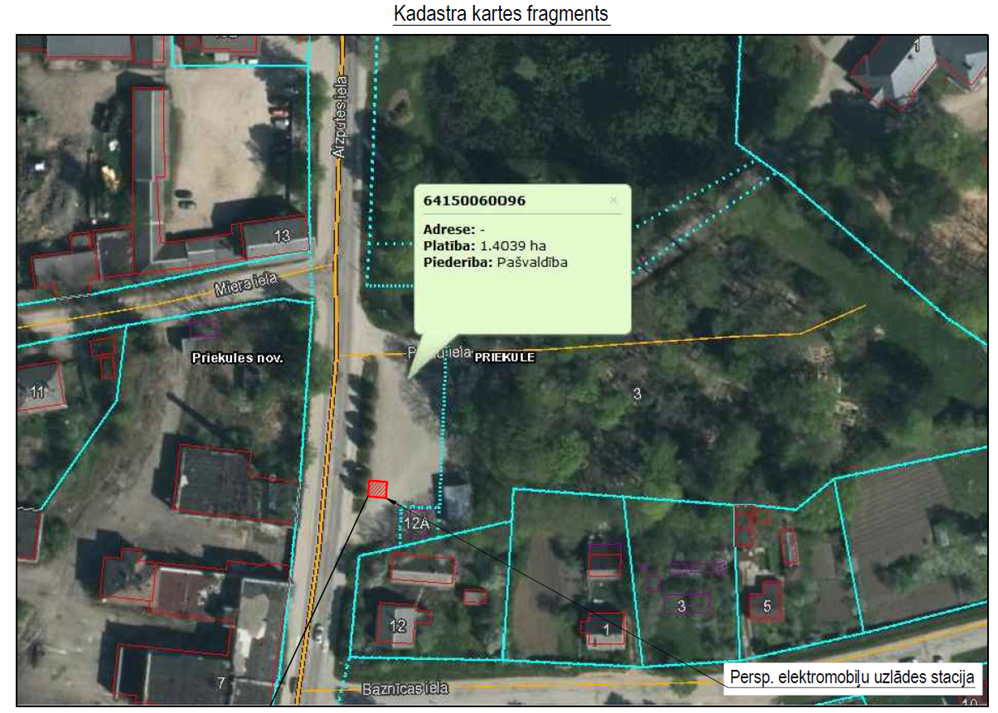 Kadastra kartes fragments
1
Aizputes iela
64150060096
×
Adrese: -
Platība: 1.4039 ha
Piederība: Pašvaldība
13
Miera iela
Priekules nov.
iela
PRIEKULE
11
3
12A
12
1
3
5
7
Persp. elektromobiļu uzlādes stacija
Baznīcas iela
10